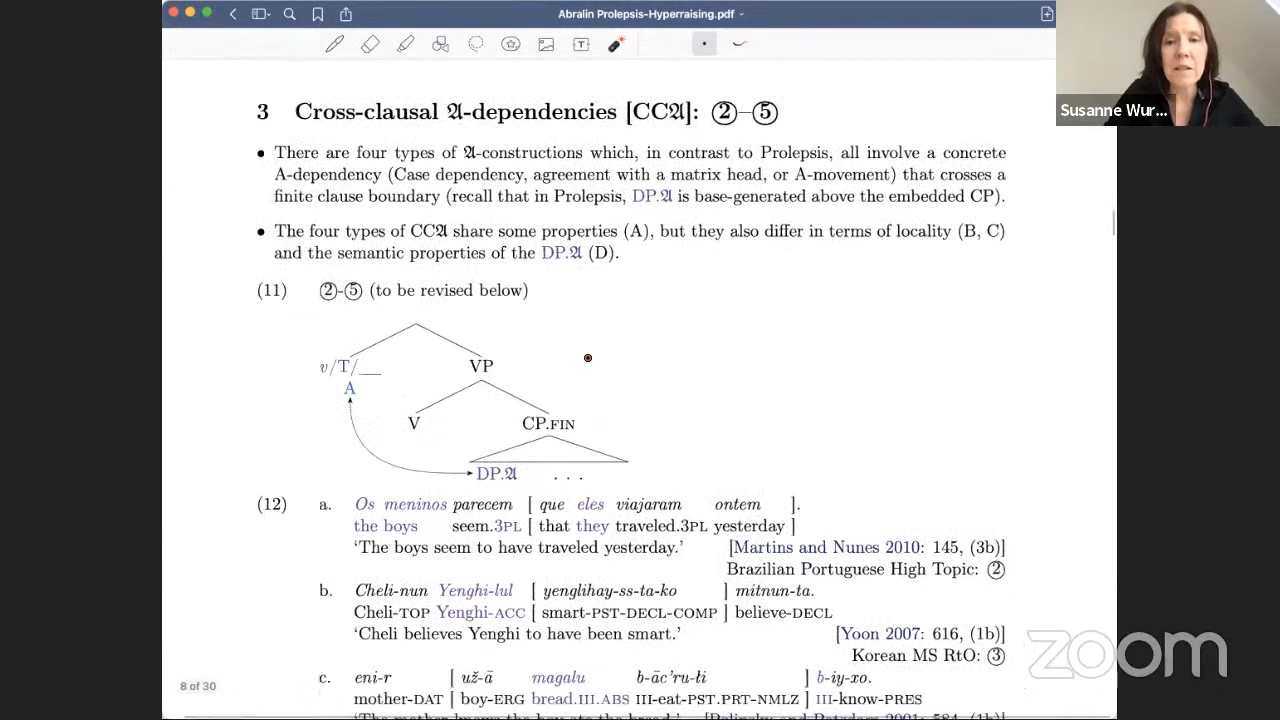 Abralin Prolepsis-Hyperraising.pdf
Susanne Wur...
3 Cross-clausal 𝔄-dependencies [CC𝔄]: ②–⑤
• There are four types of 𝔄-constructions which, in contrast to Prolepsis, all involve a concrete
A-dependency (Case dependency, agreement with a matrix head, or A-movement) that crosses a
finite clause boundary (recall that in Prolepsis, DP.𝔄 is base-generated above the embedded CP).
• The four types of CC𝔄 share some properties (A), but they also differ in terms of locality (B, C)
and the semantic properties of the DP.𝔄 (D).
(11) ②-⑤ (to be revised below)
v/T/__ VP
A
V CP.FIN
DP.𝔄 . . .
(12) a. Os meninos parecem [ que eles viajaram ontem ].
the boys seem.3PL [ that they traveled.3PL yesterday ]
‘The boys seem to have traveled yesterday.’ [Martins and Nunes 2010: 145, (3b)]
Brazilian Portuguese High Topic: ②
b. Cheli-nun Yenghi-lul [ yenglihay-ss-ta-ko ] mitnun-ta.
Cheli-TOP Yenghi-ACC [ smart-PST-DECL-COMP ] believe-DECL
‘Cheli believes Yenghi to have been smart.’ [Yoon 2007: 616, (1b)]
Korean MS RtO: ③
c. eni-r [ už-ā magalu b-āc’ru-łi ] b-iy-xo.
8 of 30
mother-DAT [ boy-ERG bread.III.ABS III-eat-PST.PRT-NMLZ ] III-know-PRES
zoom